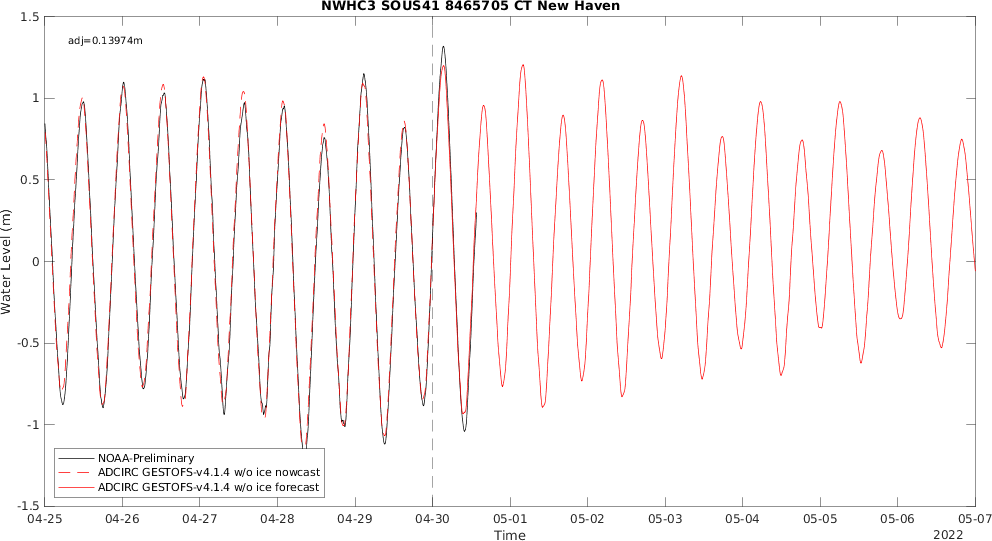 NWHC3 SOUS41 8465705 CT New Haven
adj=0.13974m
1.5
1
0.5
0
-0.5
-1
-1.5
Water Level (m)
NOAA-Preliminary
ADCIRC GESTOFS-v4.1.4 w/o ice nowcast
ADCIRC GESTOFS-v4.1.4 w/o ice forecast
04-25 04-26 04-27 04-28 04-29 04-30 05-01 05-02 05-03 05-04 05-05 05-06 05-07
Time
2022